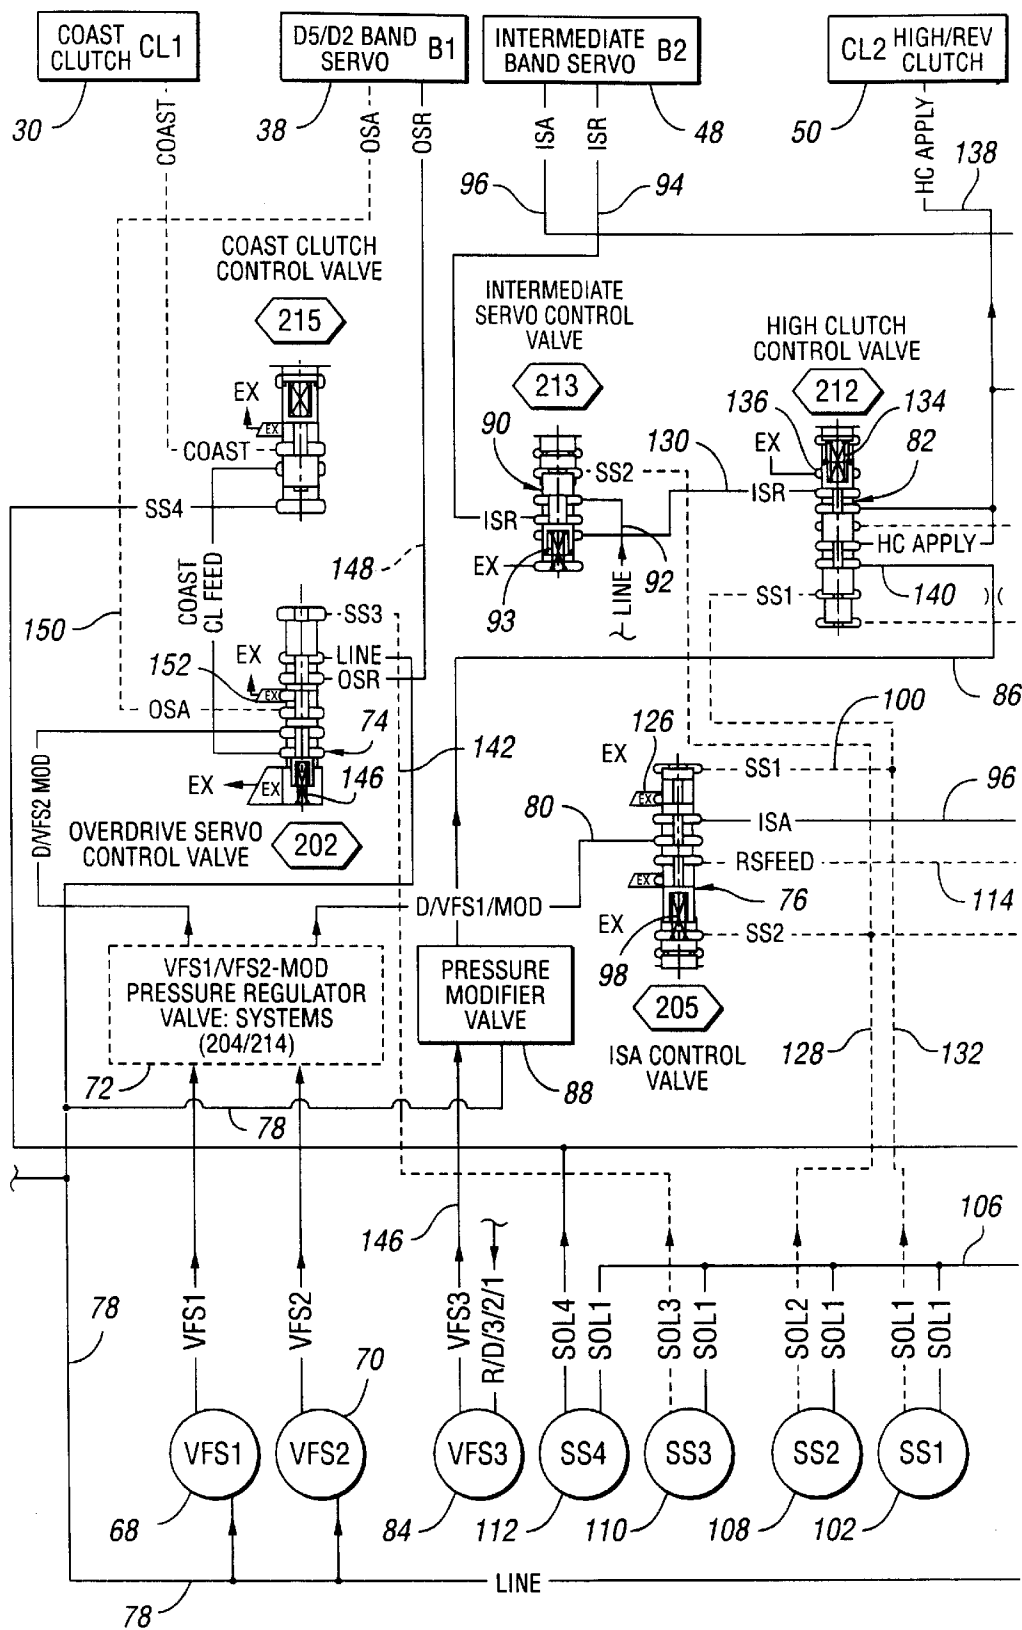 COAST CLUTCH CL1
D5/D2 BAND SERVO B1
INTERMEDIATE BAND SERVO B2
CL2 HIGH/REV CLUTCH
30
38
48
50
COAST
OSA
OSR
ISA
ISR
HC APPLY
138
96
94
COAST CLUTCH
CONTROL VALVE
215
INTERMEDIATE
SERVO CONTROL
VALVE
213
HIGH CLUTCH
CONTROL VALVE
212
EX
EX
COAST
SS4
90
SS2
130
136
134
EX
82
ISR
ISR
EX
93
LINE
92
HC APPLY
SS1
140
148
COAST
CL FEED
150
SS3
EX
152
EX
LINE
OSR
OSA
74
142
86
D/VFS2 MOD
EX
EX
146
OVERDRIVE SERVO
CONTROL VALVE
202
126
EX
SS1
100
EX
80
ISA
96
RSFEED
114
EX
76
EX
SS2
98
205
ISA CONTROL
VALVE
D/VFS1/MOD
VFS1/VFS2-MOD
PRESSURE REGULATOR
VALVE: SYSTEMS
(204/214)
PRESSURE
MODIFIER
VALVE
72
78
88
128
132
146
106
78
VFS1
VFS2
VFS3
R/D/3/2/1
SOL4
SOL1
SOL3
SOL1
SOL2
SOL1
SOL1
SOL1
70
VFS1
VFS2
VFS3
SS4
SS3
SS2
SS1
68
84
112
110
108
102
LINE
78